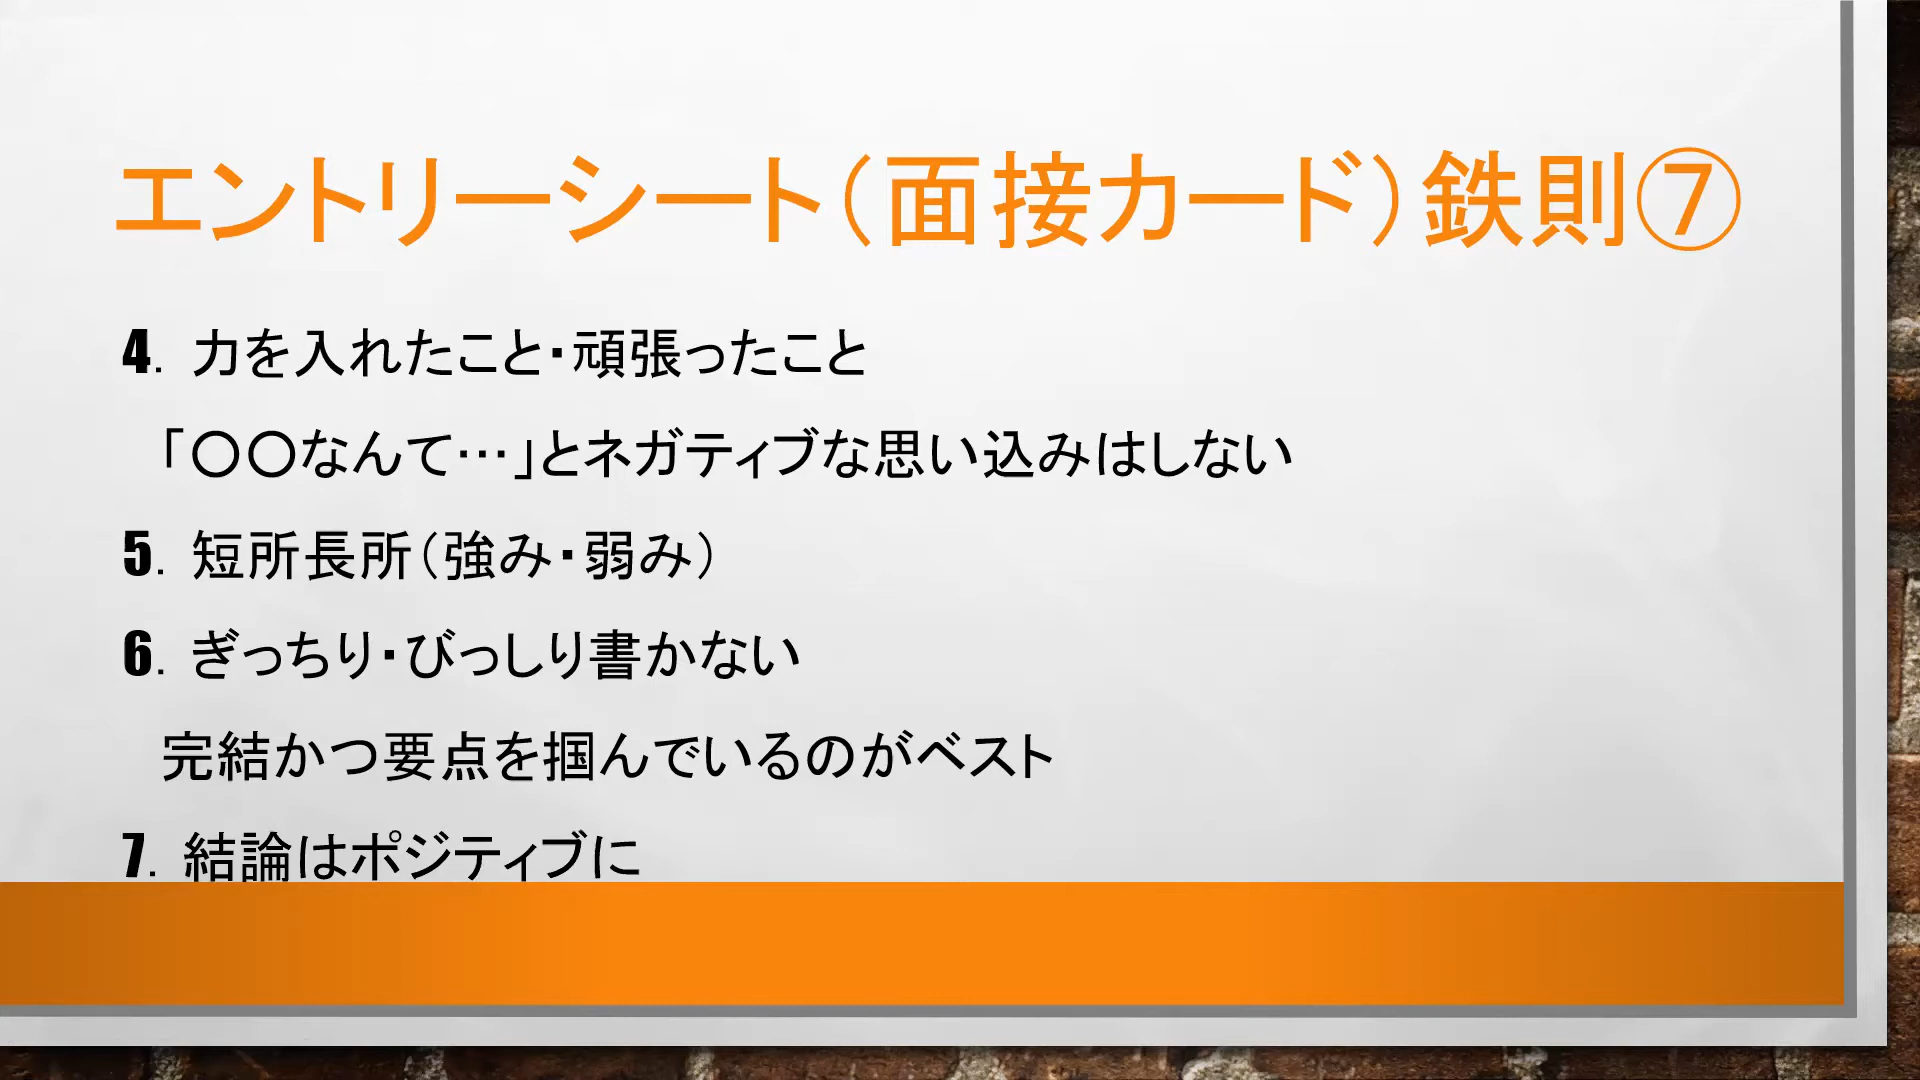 エントリーシート（面接カード）鉄則⑦
4．力を入れたこと・頑張ったこと
「〇〇なんて…」とネガティブな思い込みはしない
5．短所長所（強み・弱み）
6．ぎっちり・びっしり書かない
完結かつ要点を掴んでいるのがベスト
7．結論はポジティブに